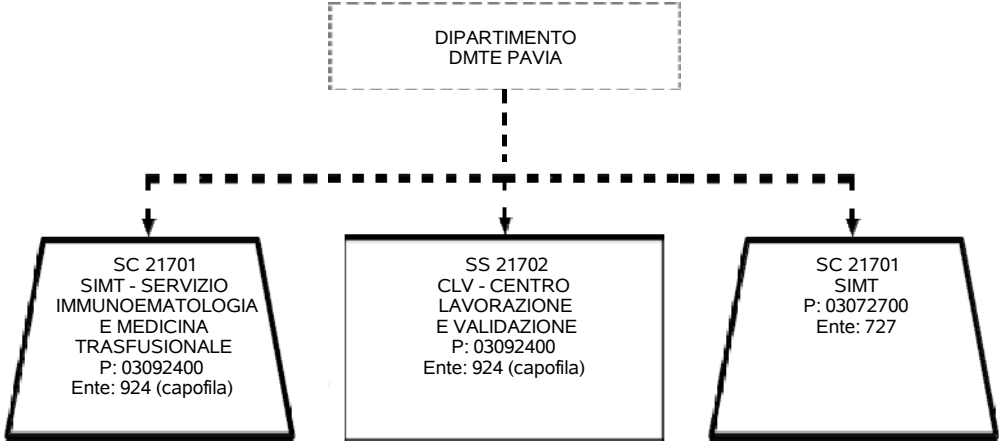 DIPARTIMENTO
DMTE PAVIA
SC 21701
SIMT - SERVIZIO
IMMUNOEMATOLOGIA
E MEDICINA
TRASFUSIONALE
P: 03092400
Ente: 924 (capofila)
SS 21702
CLV - CENTRO
LAVORAZIONE
E VALIDAZIONE
P: 03092400
Ente: 924 (capofila)
SC 21701
SIMT
P: 03072700
Ente: 727